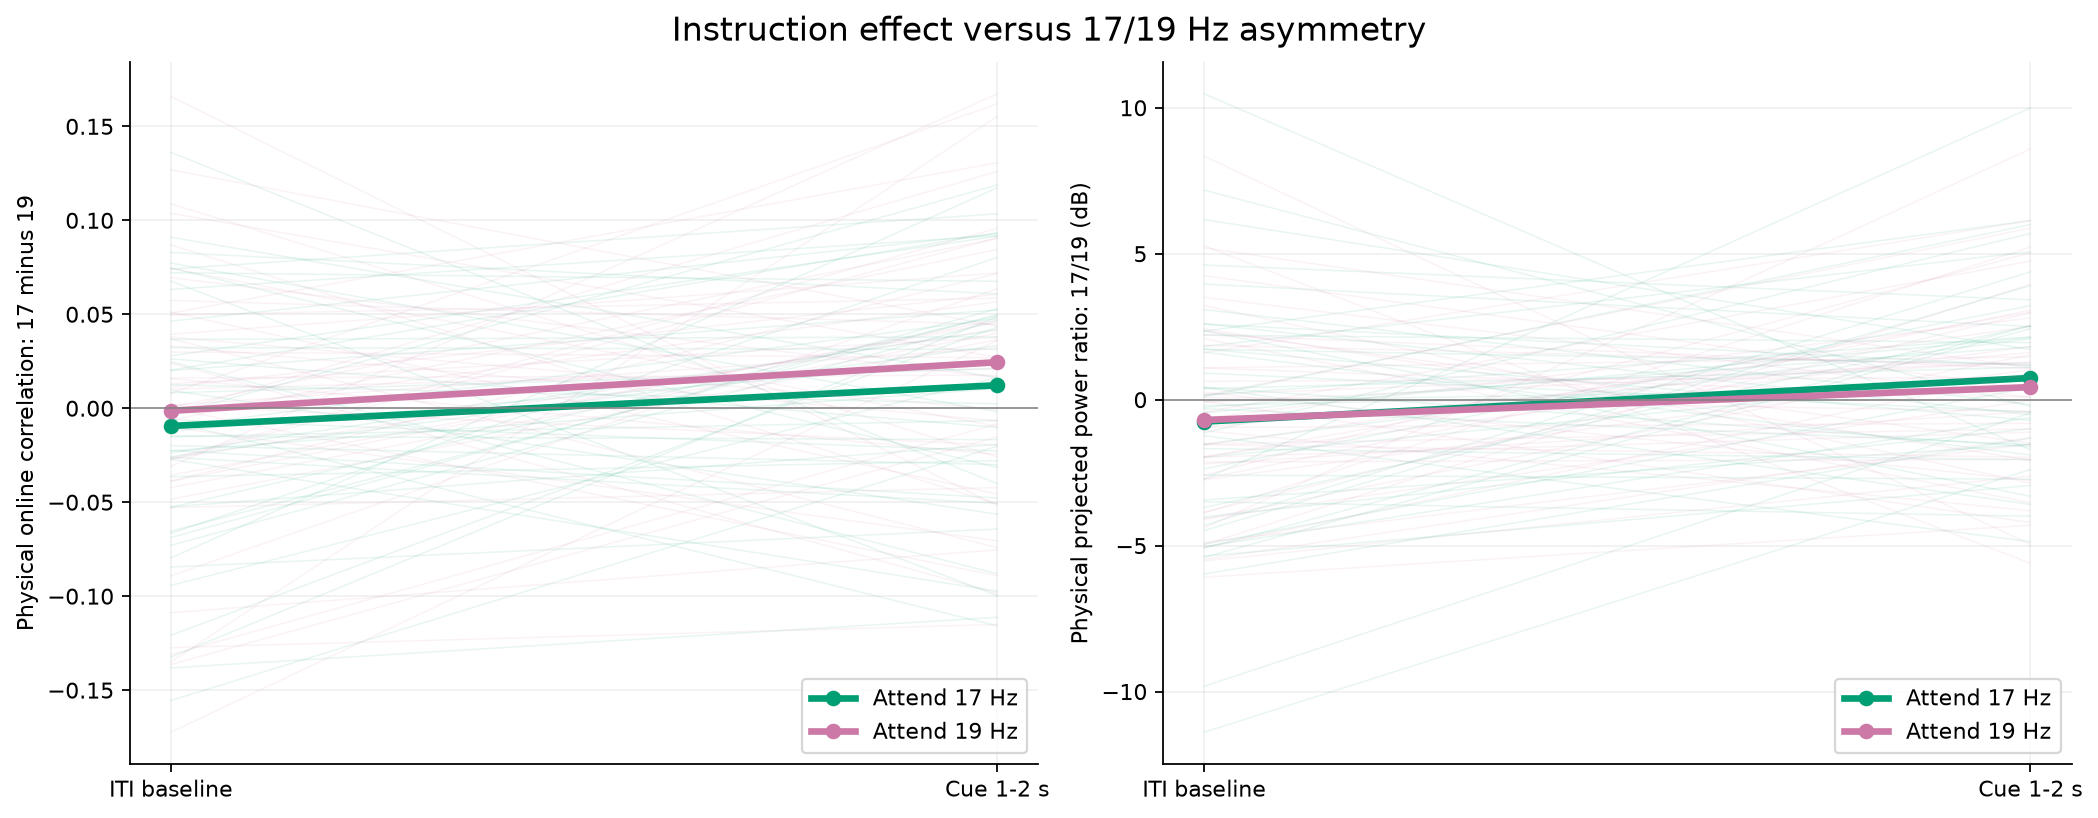 Instruction effect versus 17/19 Hz asymmetry
Physical online correlation: 17 minus 19
0.15
0.10
0.05
0.00
−0.05
−0.10
−0.15
ITI baseline
Cue 1-2 s
Attend 17 Hz
Attend 19 Hz
Physical projected power ratio: 17/19 (dB)
10
5
0
−5
−10
ITI baseline
Cue 1-2 s
Attend 17 Hz
Attend 19 Hz